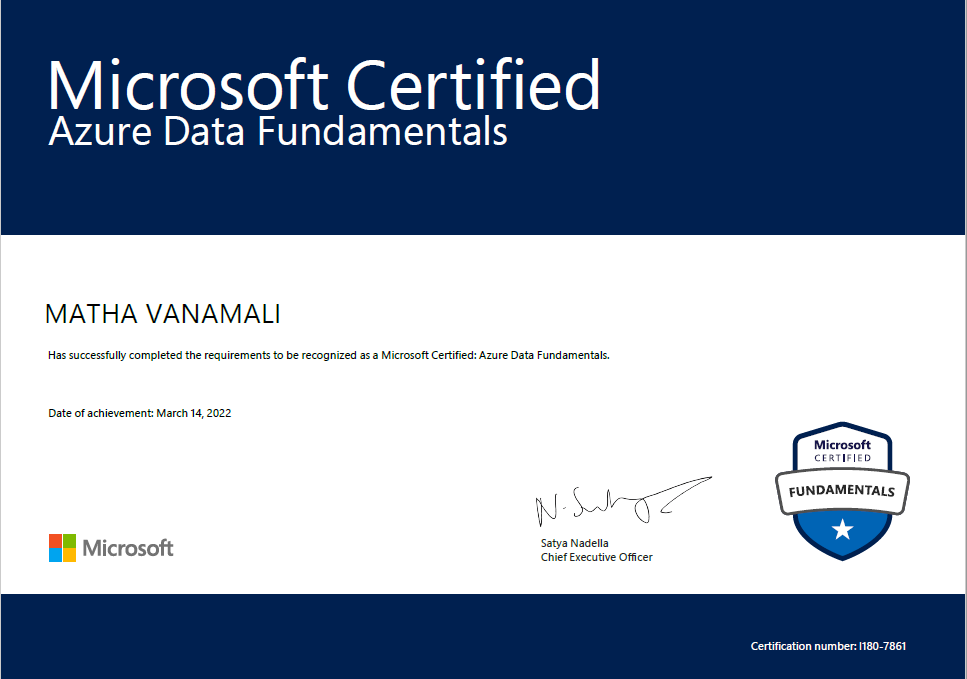 Microsoft Certified
Azure Data Fundamentals
MATHA VANAMALI
Has successfully completed the requirements to be recognized as a Microsoft Certified: Azure Data Fundamentals.
Date of achievement: March 14, 2022
Microsoft
CERTIFIED
FUNDAMENTALS
Satya Nadella
Chief Executive Officer
Microsoft
Certification number: I180-7861